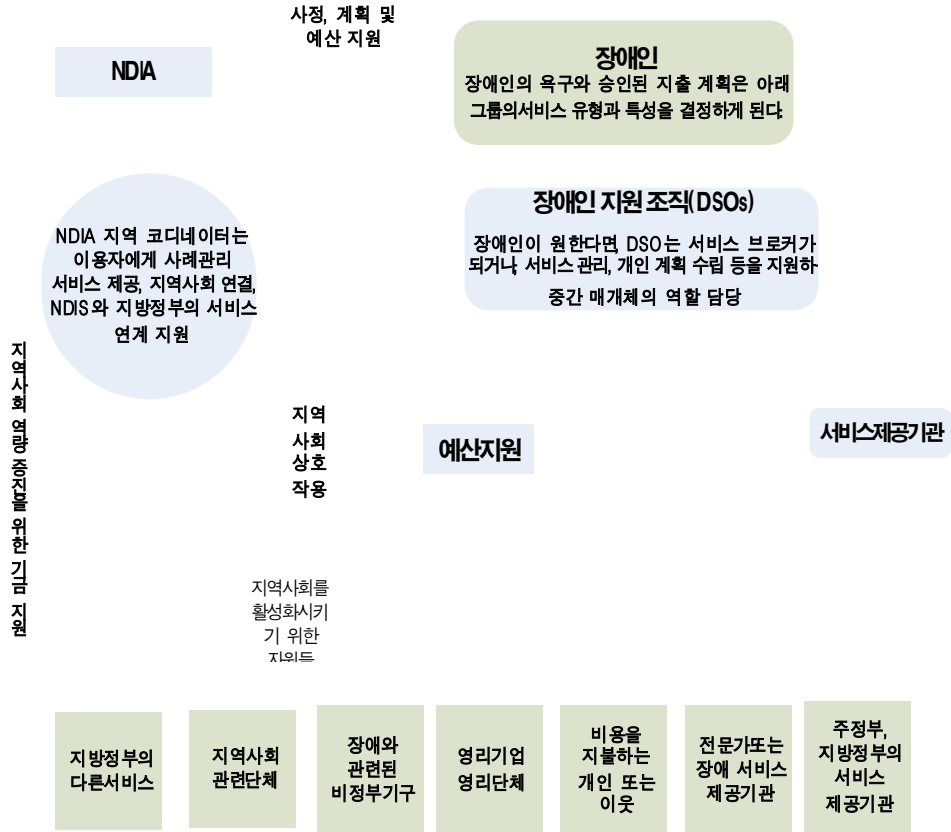 사정, 계획 및
예산 지원
NDIA
장애인
장애인의 욕구와 승인된 지출 계획은 아래
그룹의서비스 유형과 특성을 결정하게 된다.
NDIA 지역 코디네이터는
이용자에게 사례관리
서비스 제공, 지역사회 연결,
NDIS와 지방정부의 서비스
연계 지원
장애인 지원 조직(DSOs)
장애인이 원한다면, DSO는 서비스 브로커가
되거나, 서비스관리, 개인 계획 수립 등을 지원하
중간 매개체의 역할 담당
지역사회 역량 증진을 위한 기금 지원
지역
사회
상호
작용
예산지원
서비스제공기관
지역사회를
활성화시키
기 위한
자원들
지방정부의
다른서비스
지역사회
관련단체
장애와
관련된
비정부기구
영리기업
영리단체
비용을
지불하는
개인 또는
이웃
전문가또는
장애 서비스
제공기관
주정부,
지방정부의
서비스
제공기관